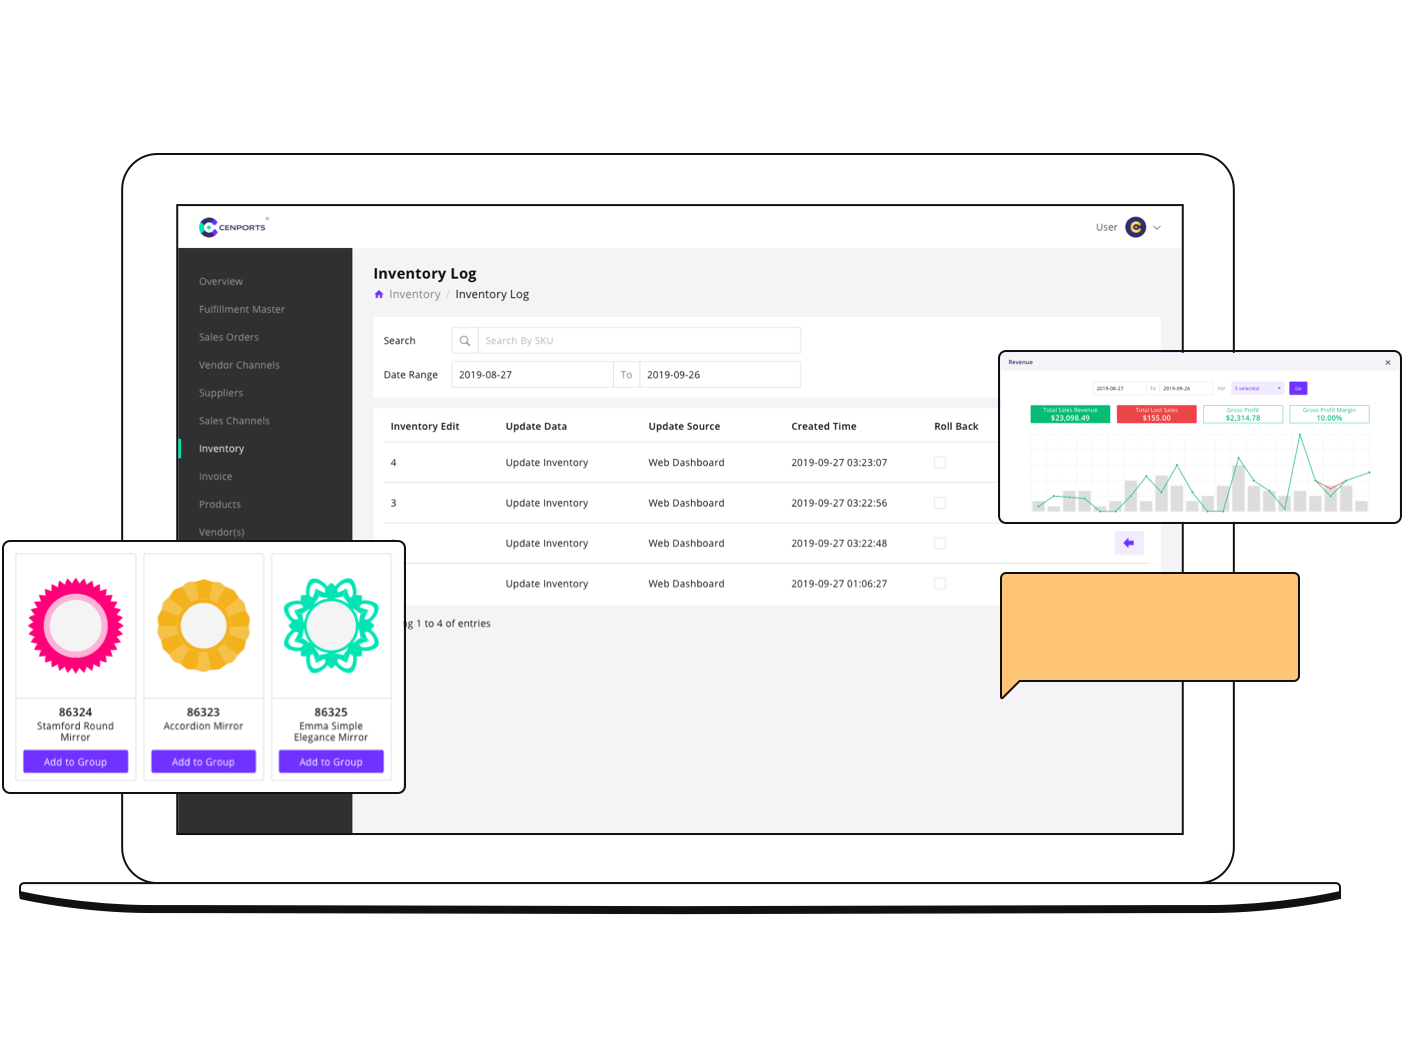 CENPORTS
User
Overview
Fulfillment Master
Sales Orders
Vendor Channels
Suppliers
Sales Channels
Inventory
Invoice
Products
Vendor(s)
Inventory Log
Inventory / Inventory Log
Search Search By SKU
Date Range 2019-08-27 To 2019-09-26
Inventory Edit Update Data Update Source Created Time Roll Back
4 Update Inventory Web Dashboard 2019-09-27 03:23:07
3 Update Inventory Web Dashboard 2019-09-27 03:22:56
Update Inventory Web Dashboard 2019-09-27 03:22:48
Update Inventory Web Dashboard 2019-09-27 01:06:27
g 1 to 4 of entries
Revenue
2019-08-27 To 2019-09-26 For 5 selected Go
Total Sales Revenue
$23,098.49
Total Lost Sales
$155.00
Gross Profit
$2,314.78
Gross Profit Margin
10.00%
86324
Stamford Round
Mirror
Add to Group
86323
Accordion Mirror
Add to Group
86325
Emma Simple
Elegance Mirror
Add to Group